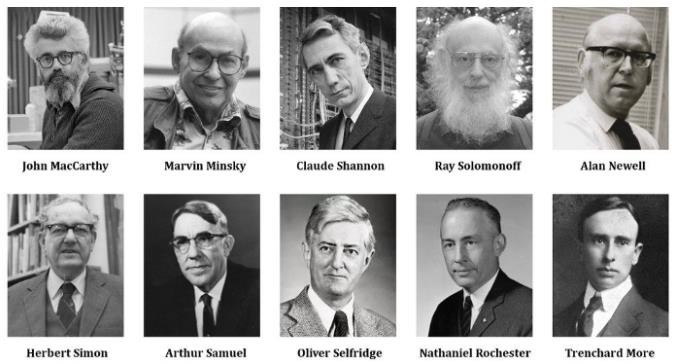 John MacCarthy
Marvin Minsky
Claude Shannon
Ray Solomonoff
Alan Newell
Herbert Simon
Arthur Samuel
Oliver Selfridge
Nathaniel Rochester
Trenchard More